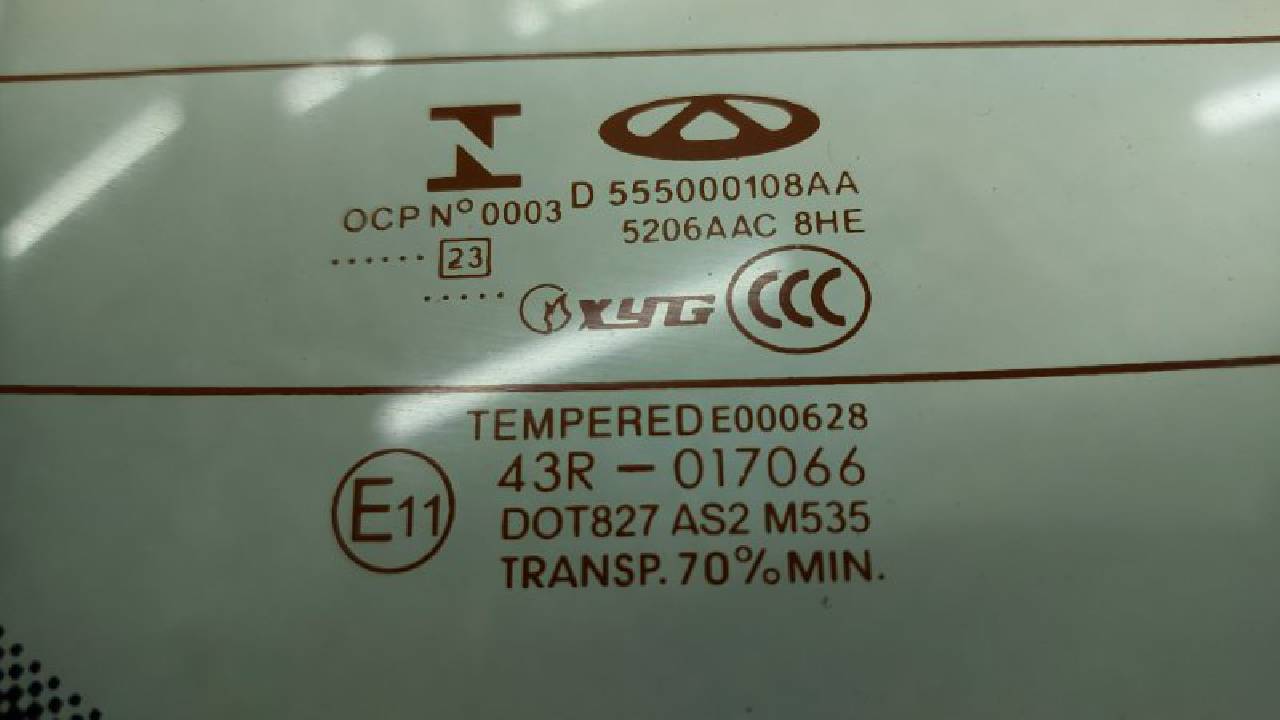 D 555000108AA
OCP Nº 0003
5206AAC 8HE
...... 23
..... XYG CCC
TEMPERED E000628
E11
43R - 017066
DOT827 AS2 M535
TRANSP. 70% MIN.